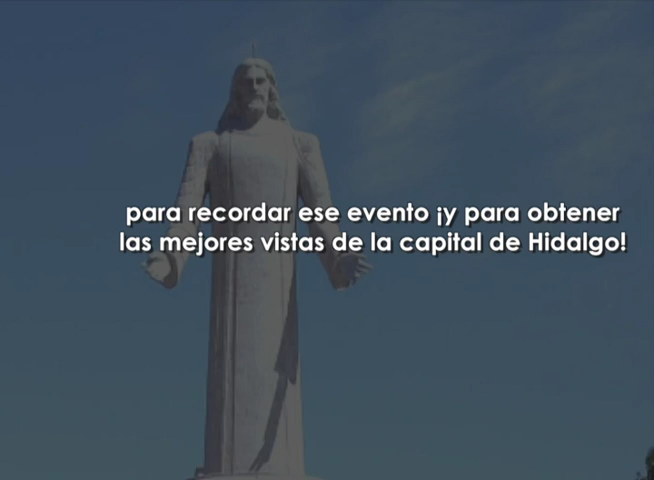 para recordar ese evento ¡y para obtener
las mejores vistas de la capital de Hidalgo!